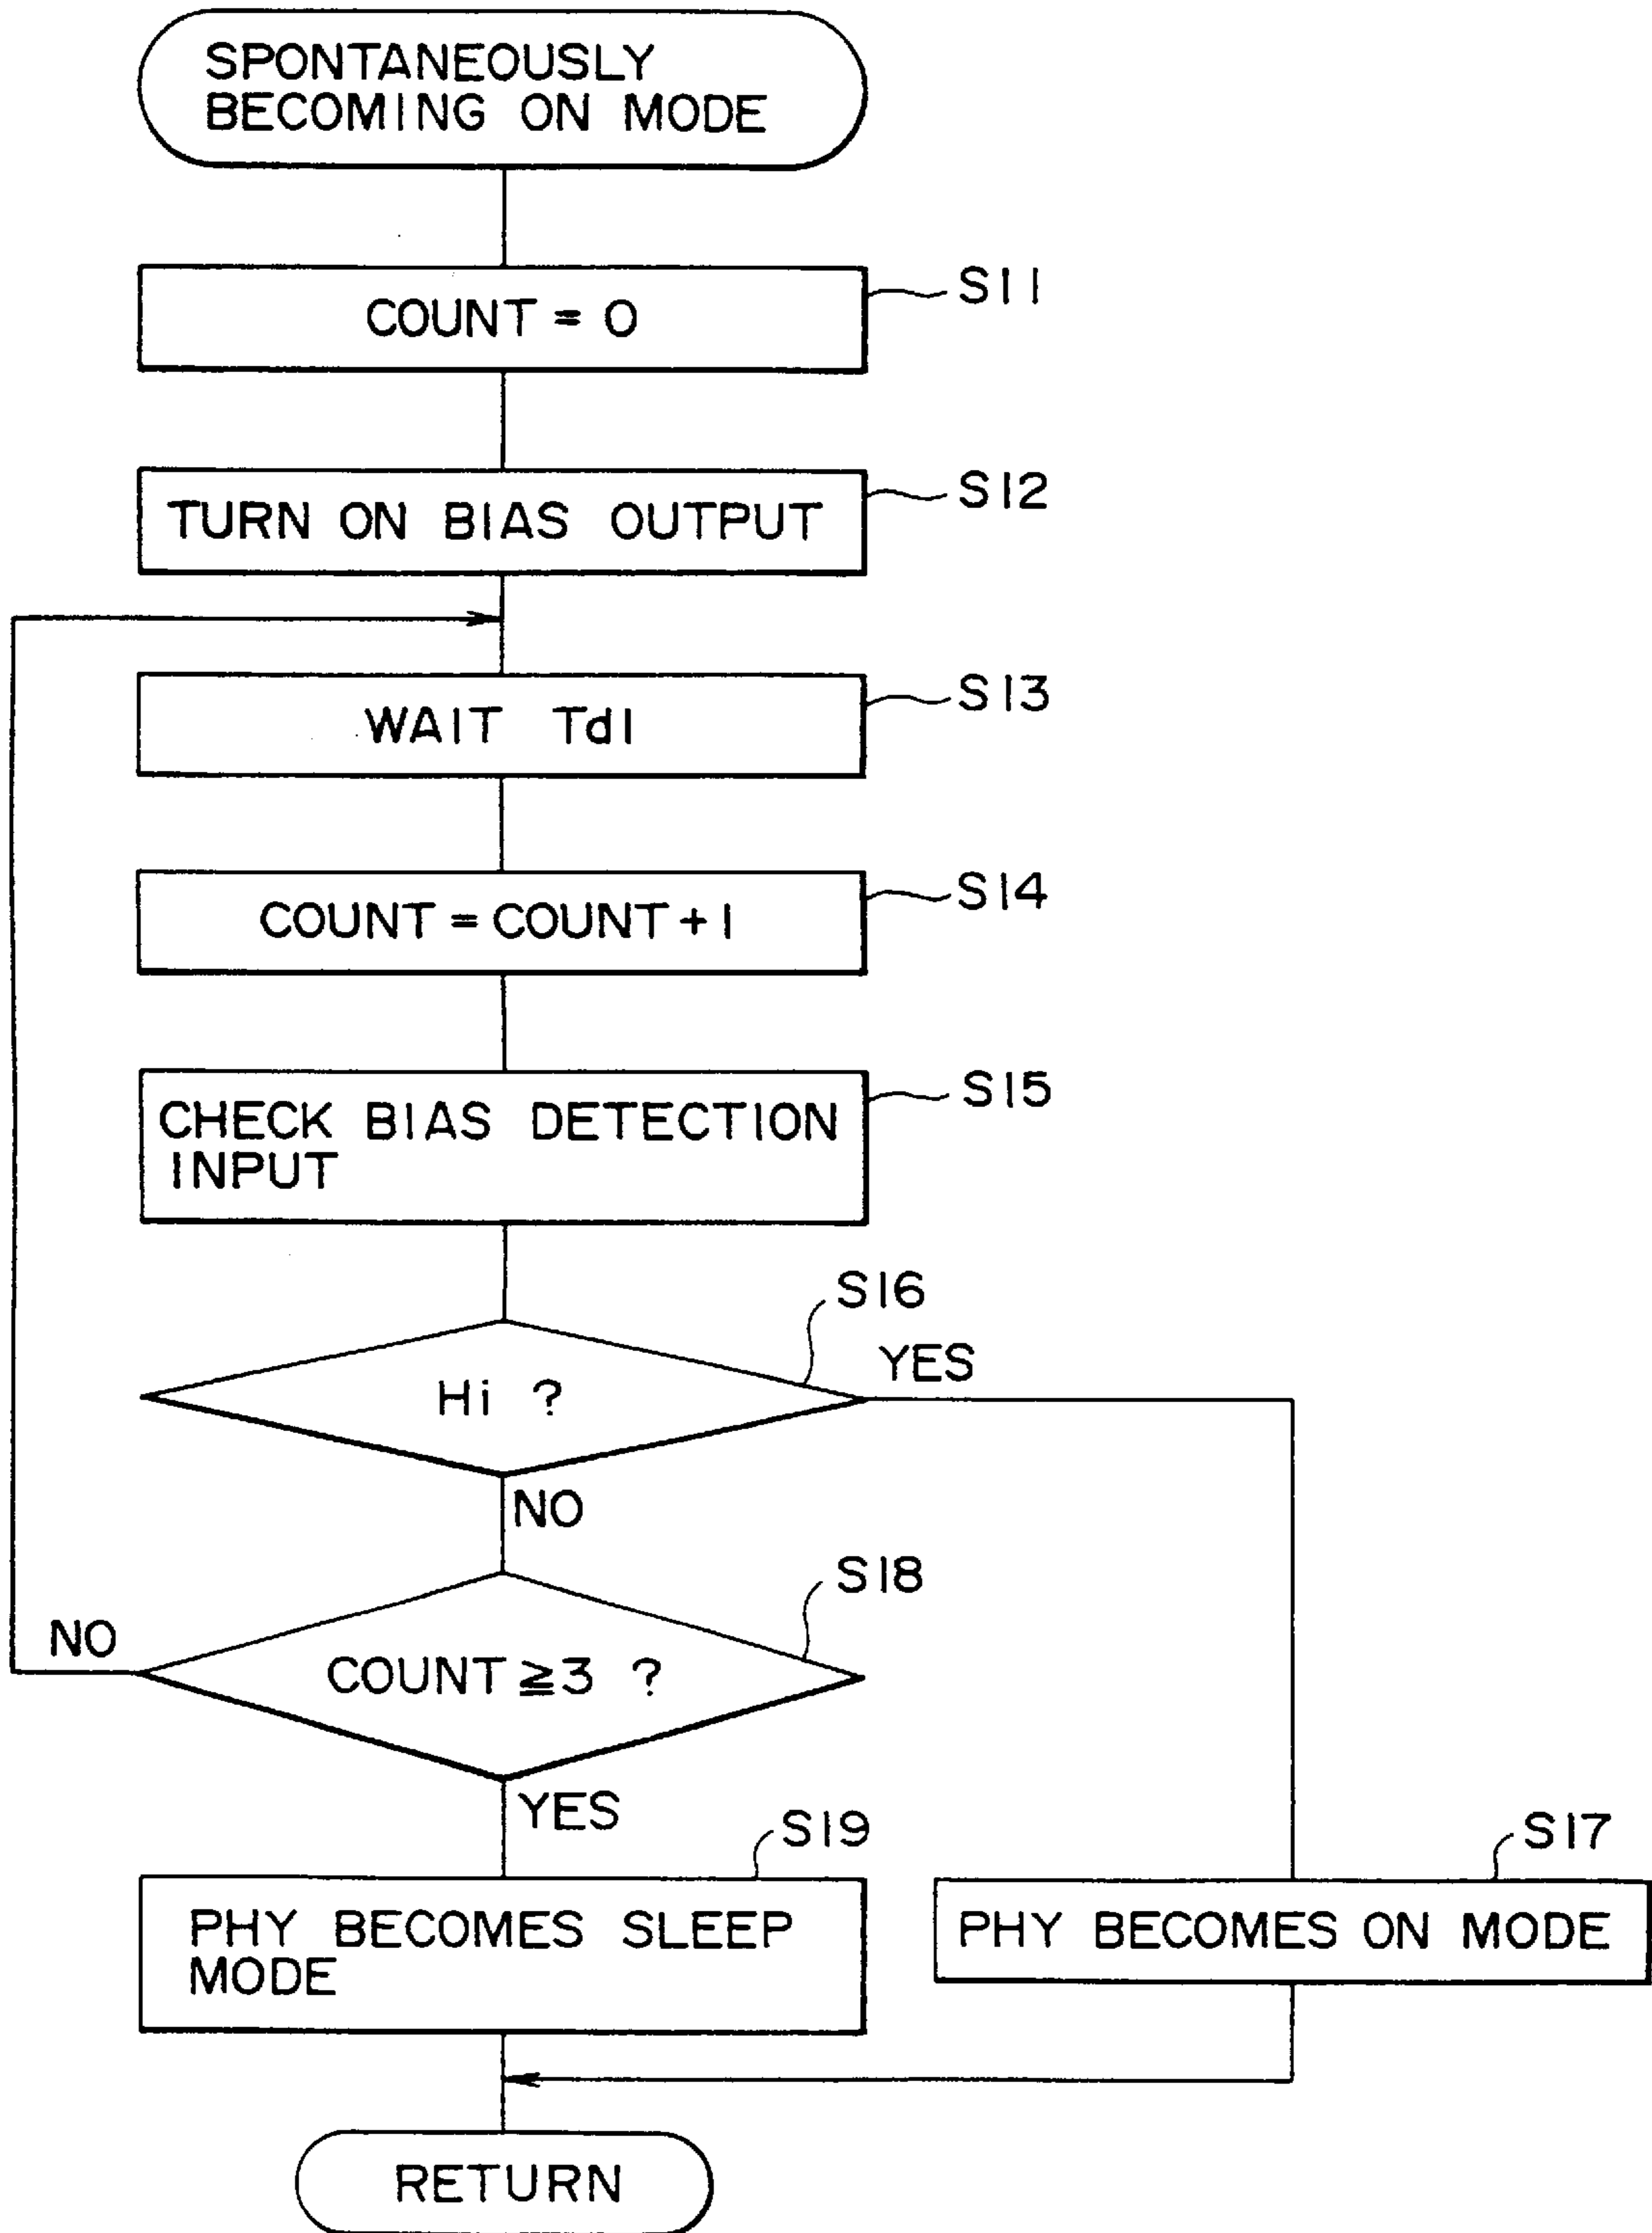 SPONTANEOUSLY
BECOMING ON MODE
COUNT = 0
S11
TURN ON BIAS OUTPUT
S12
WAIT Td1
S13
COUNT = COUNT + 1
S14
CHECK BIAS DETECTION
INPUT
S15
S16
Hi ?
YES
NO
S18
COUNT ≧ 3 ?
NO
YES
S19
PHY BECOMES SLEEP
MODE
S17
PHY BECOMES ON MODE
RETURN